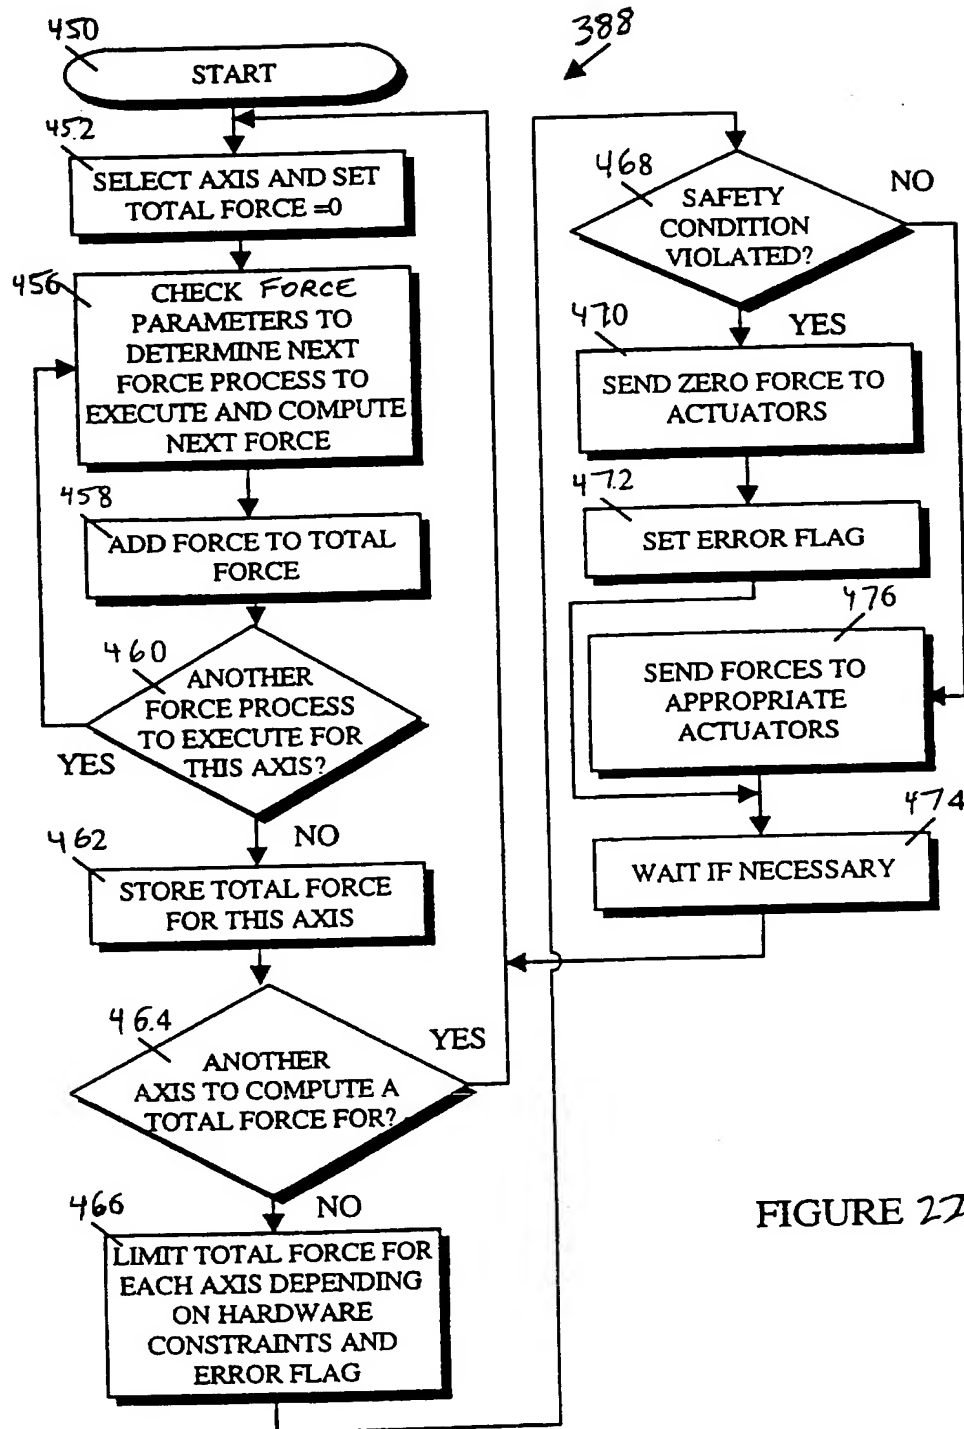 450
START
388
452
SELECT AXIS AND SET
TOTAL FORCE =0
456
CHECK FORCE
PARAMETERS TO
DETERMINE NEXT
FORCE PROCESS TO
EXECUTE AND COMPUTE
NEXT FORCE
458
ADD FORCE TO TOTAL
FORCE
460
ANOTHER
FORCE PROCESS
TO EXECUTE FOR
THIS AXIS?
YES
NO
462
STORE TOTAL FORCE
FOR THIS AXIS
464
ANOTHER
AXIS TO COMPUTE A
TOTAL FORCE FOR?
YES
NO
466
LIMIT TOTAL FORCE FOR
EACH AXIS DEPENDING
ON HARDWARE
CONSTRAINTS AND
ERROR FLAG
468
SAFETY
CONDITION
VIOLATED?
NO
YES
470
SEND ZERO FORCE TO
ACTUATORS
472
SET ERROR FLAG
476
SEND FORCES TO
APPROPRIATE
ACTUATORS
474
WAIT IF NECESSARY
FIGURE 22